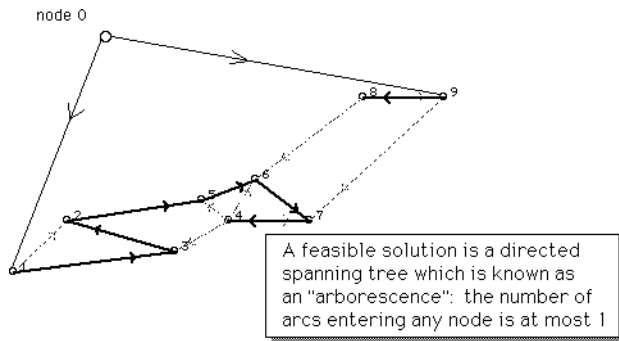 node 0
8
9
6
5
2
4
7
3
1
A feasible solution is a directed
spanning tree which is known as
an "arborescence": the number of
arcs entering any node is at most 1